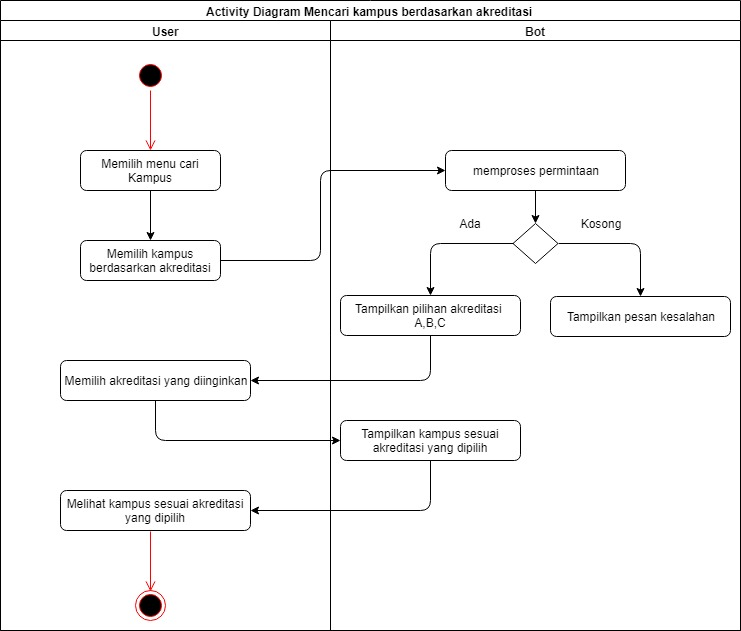 Activity Diagram Mencari kampus berdasarkan akreditasi
User
Bot
Memilih menu cari
Kampus
memproses permintaan
Memilih kampus
berdasarkan akreditasi
Ada
Kosong
Tampilkan pilihan akreditasi
A,B,C
Tampilkan pesan kesalahan
Memilih akreditasi yang diinginkan
Tampilkan kampus sesuai
akreditasi yang dipilih
Melihat kampus sesuai akreditasi
yang dipilih